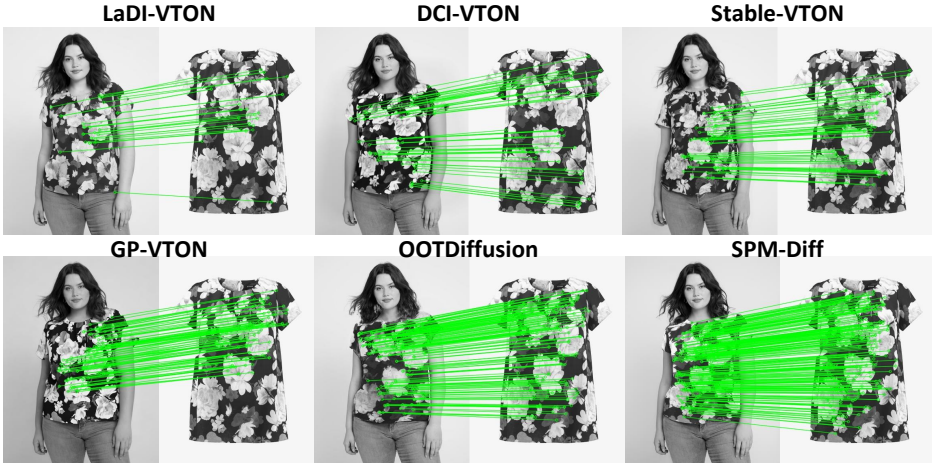 LaDI-VTON
DCI-VTON
Stable-VTON
GP-VTON
OOTDiffusion
SPM-Diff